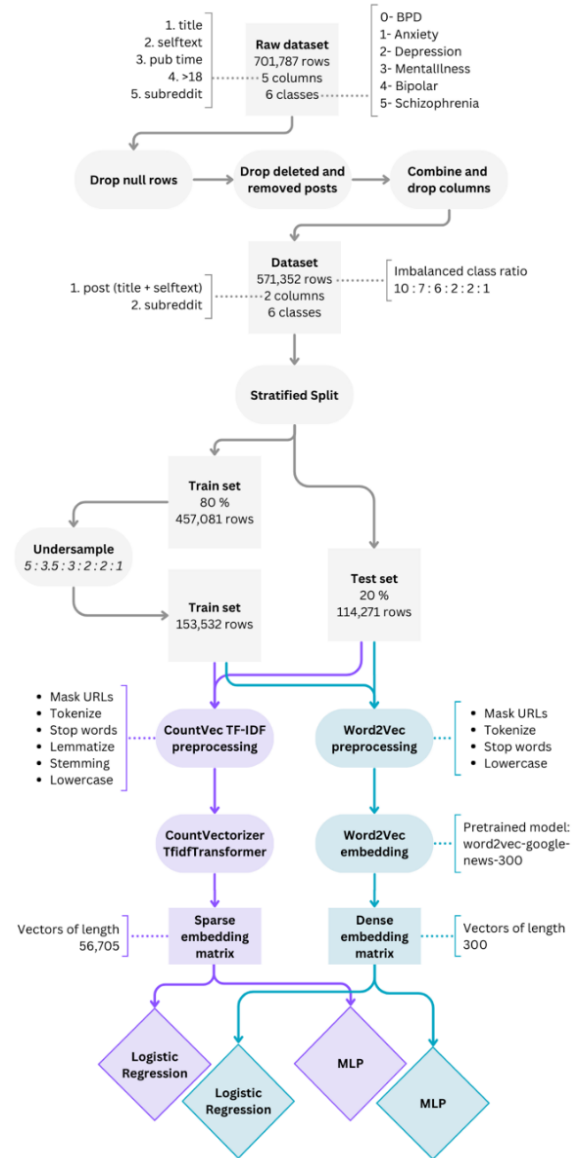 1. title
2. selftext
3. pub time
4. >18
5. subreddit
Raw dataset
701,787 rows
5 columns
6 classes
0- BPD
1- Anxiety
2- Depression
3- MentalIlness
4- Bipolar
5- Schizophrenia
Drop null rows
Drop deleted and
removed posts
Combine and
drop columns
1. post (title + selftext)
2. subreddit
Dataset
571,352 rows
2 columns
6 classes
Imbalanced class ratio
10 : 7 : 6 : 2 : 2 : 1
Stratified Split
Train set
80 %
457,081 rows
Undersample
5 : 3.5 : 3 : 2 : 2 : 1
Train set
153,532 rows
Test set
20 %
114,271 rows
• Mask URLs
• Tokenize
• Stop words
• Lemmatize
• Stemming
• Lowercase
CountVec TF-IDF
preprocessing
Word2Vec
preprocessing
• Mask URLs
• Tokenize
• Stop words
• Lowercase
CountVectorizer
TfidfTransformer
Word2Vec
embedding
Pretrained model:
word2vec-google-
news-300
Vectors of length
56,705
Sparse
embedding
matrix
Dense
embedding
matrix
Vectors of length
300
Logistic
Regression
Logistic
Regression
MLP
MLP